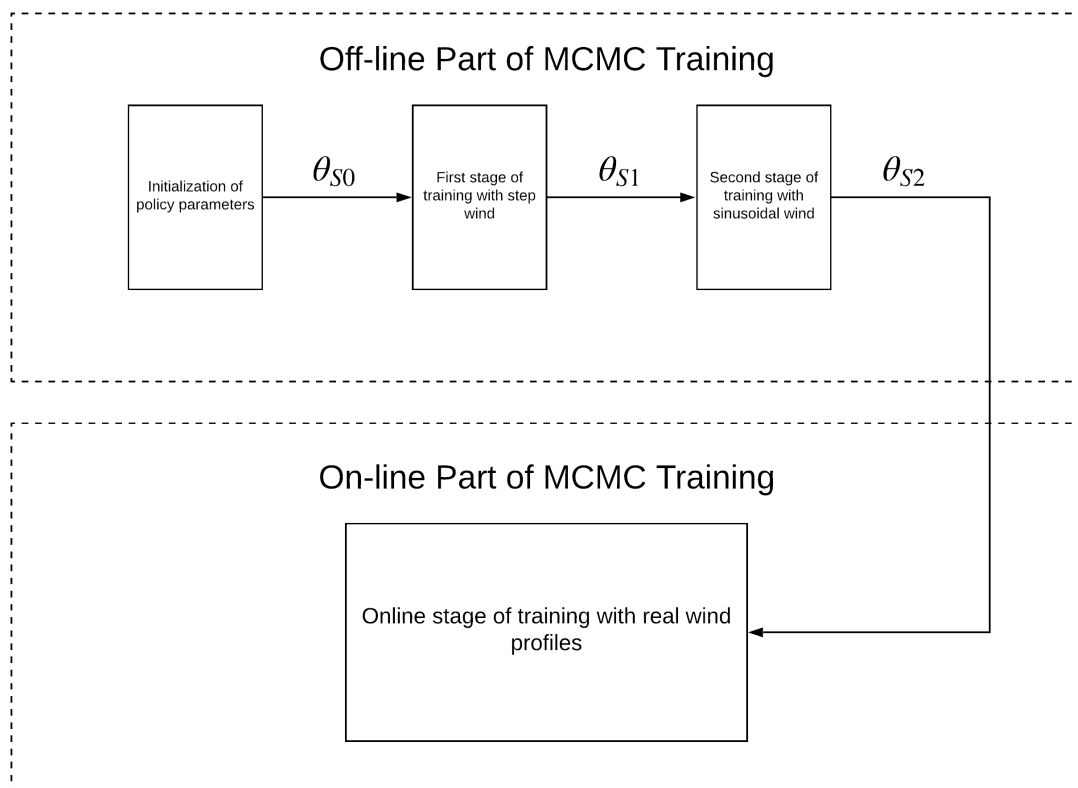 Off-line Part of MCMC Training
Initialization of
policy parameters
θS0
First stage of
training with step
wind
θS1
Second stage of
training with
sinusoidal wind
θS2
On-line Part of MCMC Training
Online stage of training with real wind
profiles